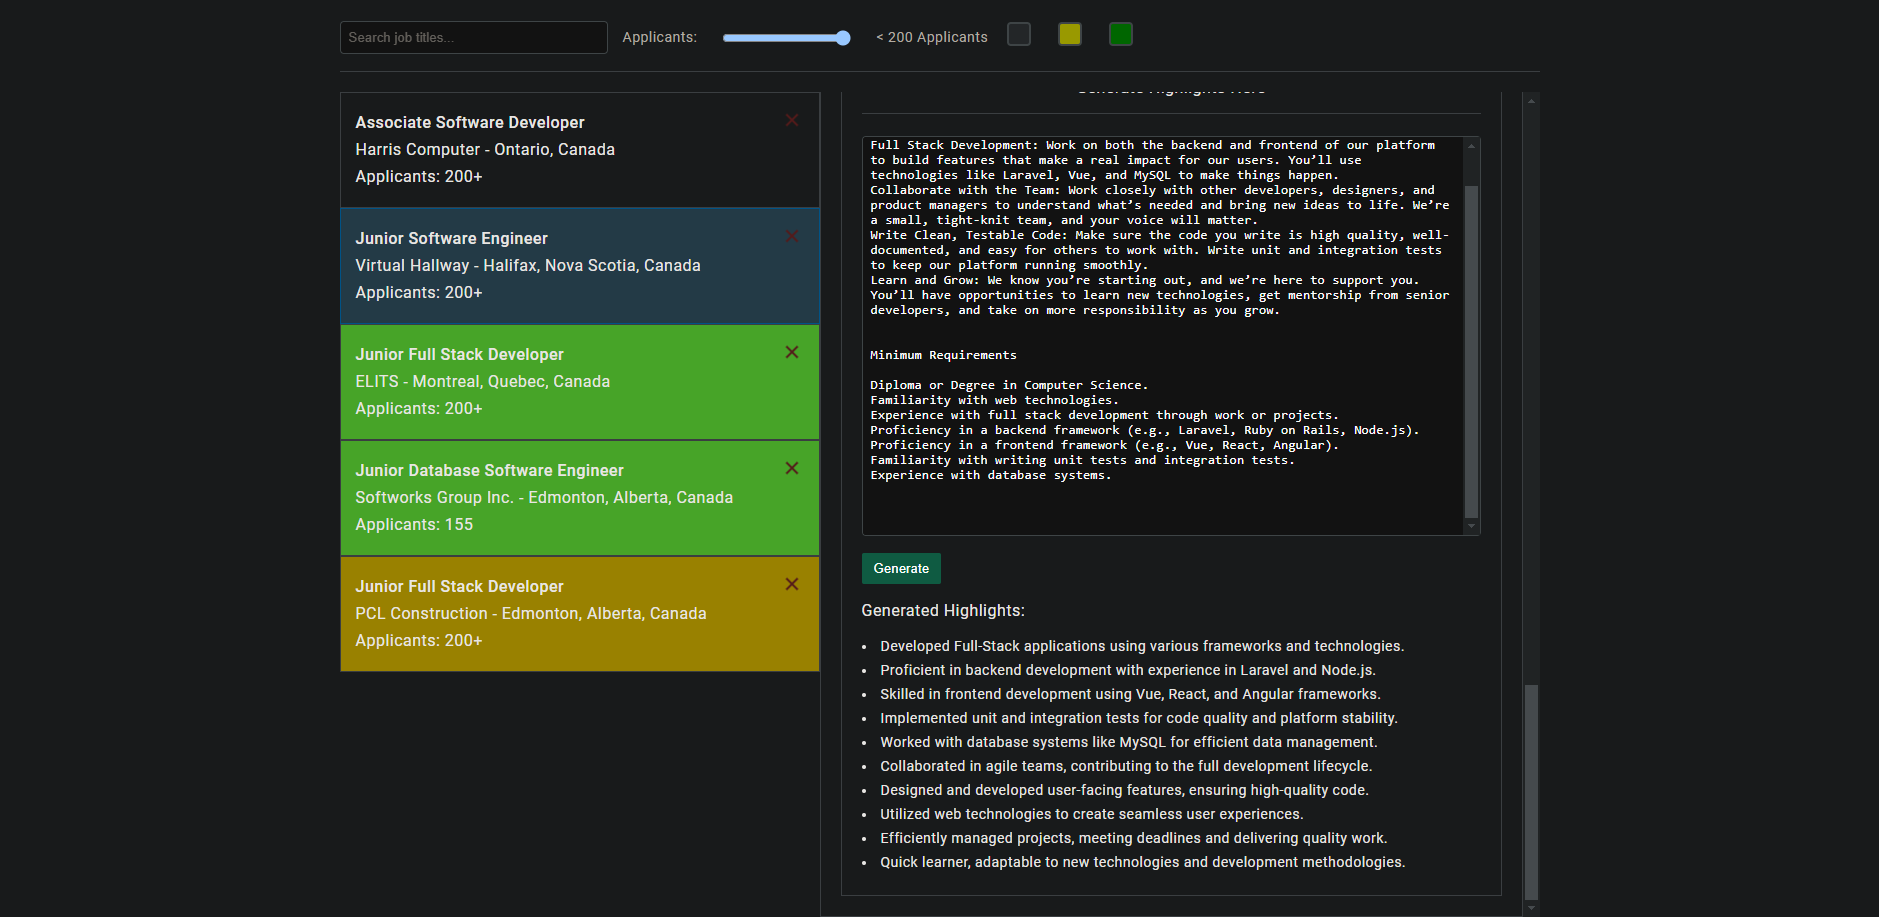 Search job titles...
Applicants:
< 200 Applicants
Associate Software Developer
Harris Computer - Ontario, Canada
Applicants: 200+
Junior Software Engineer
Virtual Hallway - Halifax, Nova Scotia, Canada
Applicants: 200+
Junior Full Stack Developer
ELITS - Montreal, Quebec, Canada
Applicants: 200+
Junior Database Software Engineer
Softworks Group Inc. - Edmonton, Alberta, Canada
Applicants: 155
Junior Full Stack Developer
PCL Construction - Edmonton, Alberta, Canada
Applicants: 200+
Generate Highlights Here
Full Stack Development: Work on both the backend and frontend of our platform
to build features that make a real impact for our users. You’ll use
technologies like Laravel, Vue, and MySQL to make things happen.
Collaborate with the Team: Work closely with other developers, designers, and
product managers to understand what’s needed and bring new ideas to life. We’re
a small, tight-knit team, and your voice will matter.
Write Clean, Testable Code: Make sure the code you write is high quality, well-
documented, and easy for others to work with. Write unit and integration tests
to keep our platform running smoothly.
Learn and Grow: We know you’re starting out, and we’re here to support you.
You’ll have opportunities to learn new technologies, get mentorship from senior
developers, and take on more responsibility as you grow.
Minimum Requirements
Diploma or Degree in Computer Science.
Familiarity with web technologies.
Experience with full stack development through work or projects.
Proficiency in a backend framework (e.g., Laravel, Ruby on Rails, Node.js).
Proficiency in a frontend framework (e.g., Vue, React, Angular).
Familiarity with writing unit tests and integration tests.
Experience with database systems.
Generate
Generated Highlights:
• Developed Full-Stack applications using various frameworks and technologies.
• Proficient in backend development with experience in Laravel and Node.js.
• Skilled in frontend development using Vue, React, and Angular frameworks.
• Implemented unit and integration tests for code quality and platform stability.
• Worked with database systems like MySQL for efficient data management.
• Collaborated in agile teams, contributing to the full development lifecycle.
• Designed and developed user-facing features, ensuring high-quality code.
• Utilized web technologies to create seamless user experiences.
• Efficiently managed projects, meeting deadlines and delivering quality work.
• Quick learner, adaptable to new technologies and development methodologies.